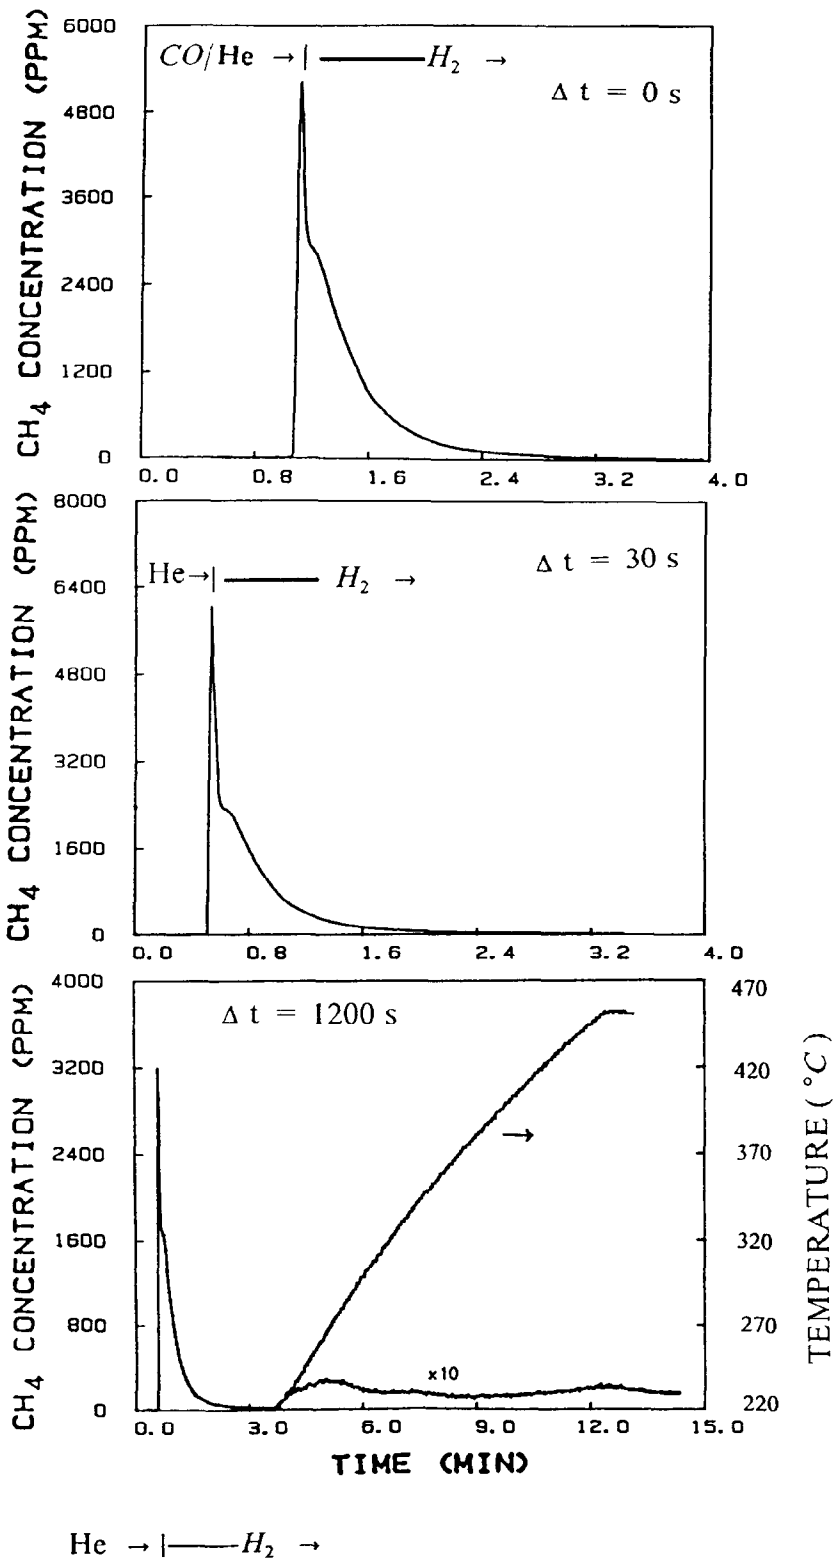 6000
CO/He → | H₂ →
Δ t = 0 s
4800
3600
2400
1200
0
0.0 0.8 1.6 2.4 3.2 4.0
CH₄ CONCENTRATION (PPM)
8000
He→| H₂ →
Δ t = 30 s
6400
4800
3200
1600
0
0.0 0.8 1.6 2.4 3.2 4.0
CH₄ CONCENTRATION (PPM)
4000
Δ t = 1200 s
3200
2400
1600
800
0
CH₄ CONCENTRATION (PPM)
470
420
→
370
320
270
220
TEMPERATURE ( °C )
x10
0.0 3.0 6.0 9.0 12.0 15.0
TIME (MIN)
He → | H₂ →